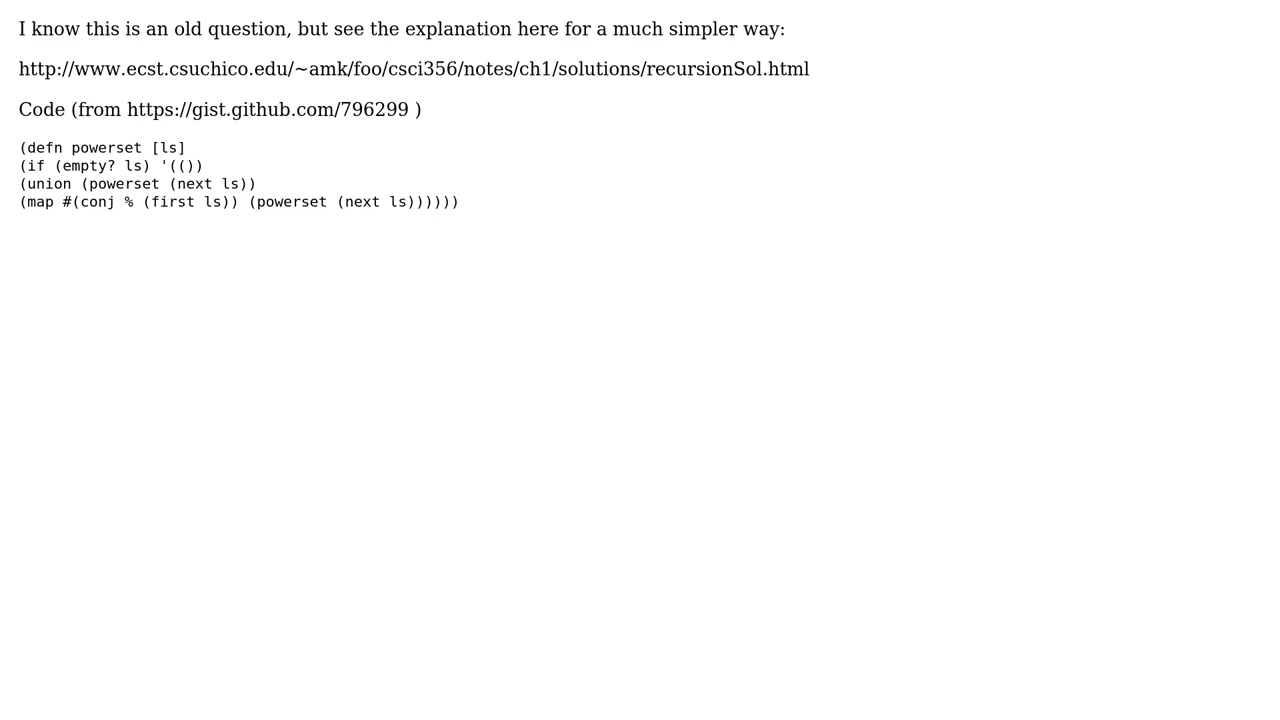 I know this is an old question, but see the explanation here for a much simpler way:
http://www.ecst.csuchico.edu/~amk/foo/csci356/notes/ch1/solutions/recursionSol.html
Code (from https://gist.github.com/796299 )
(defn powerset [ls]
(if (empty? ls) '(())
(union (powerset (next ls))
(map #(conj % (first ls)) (powerset (next ls))))))